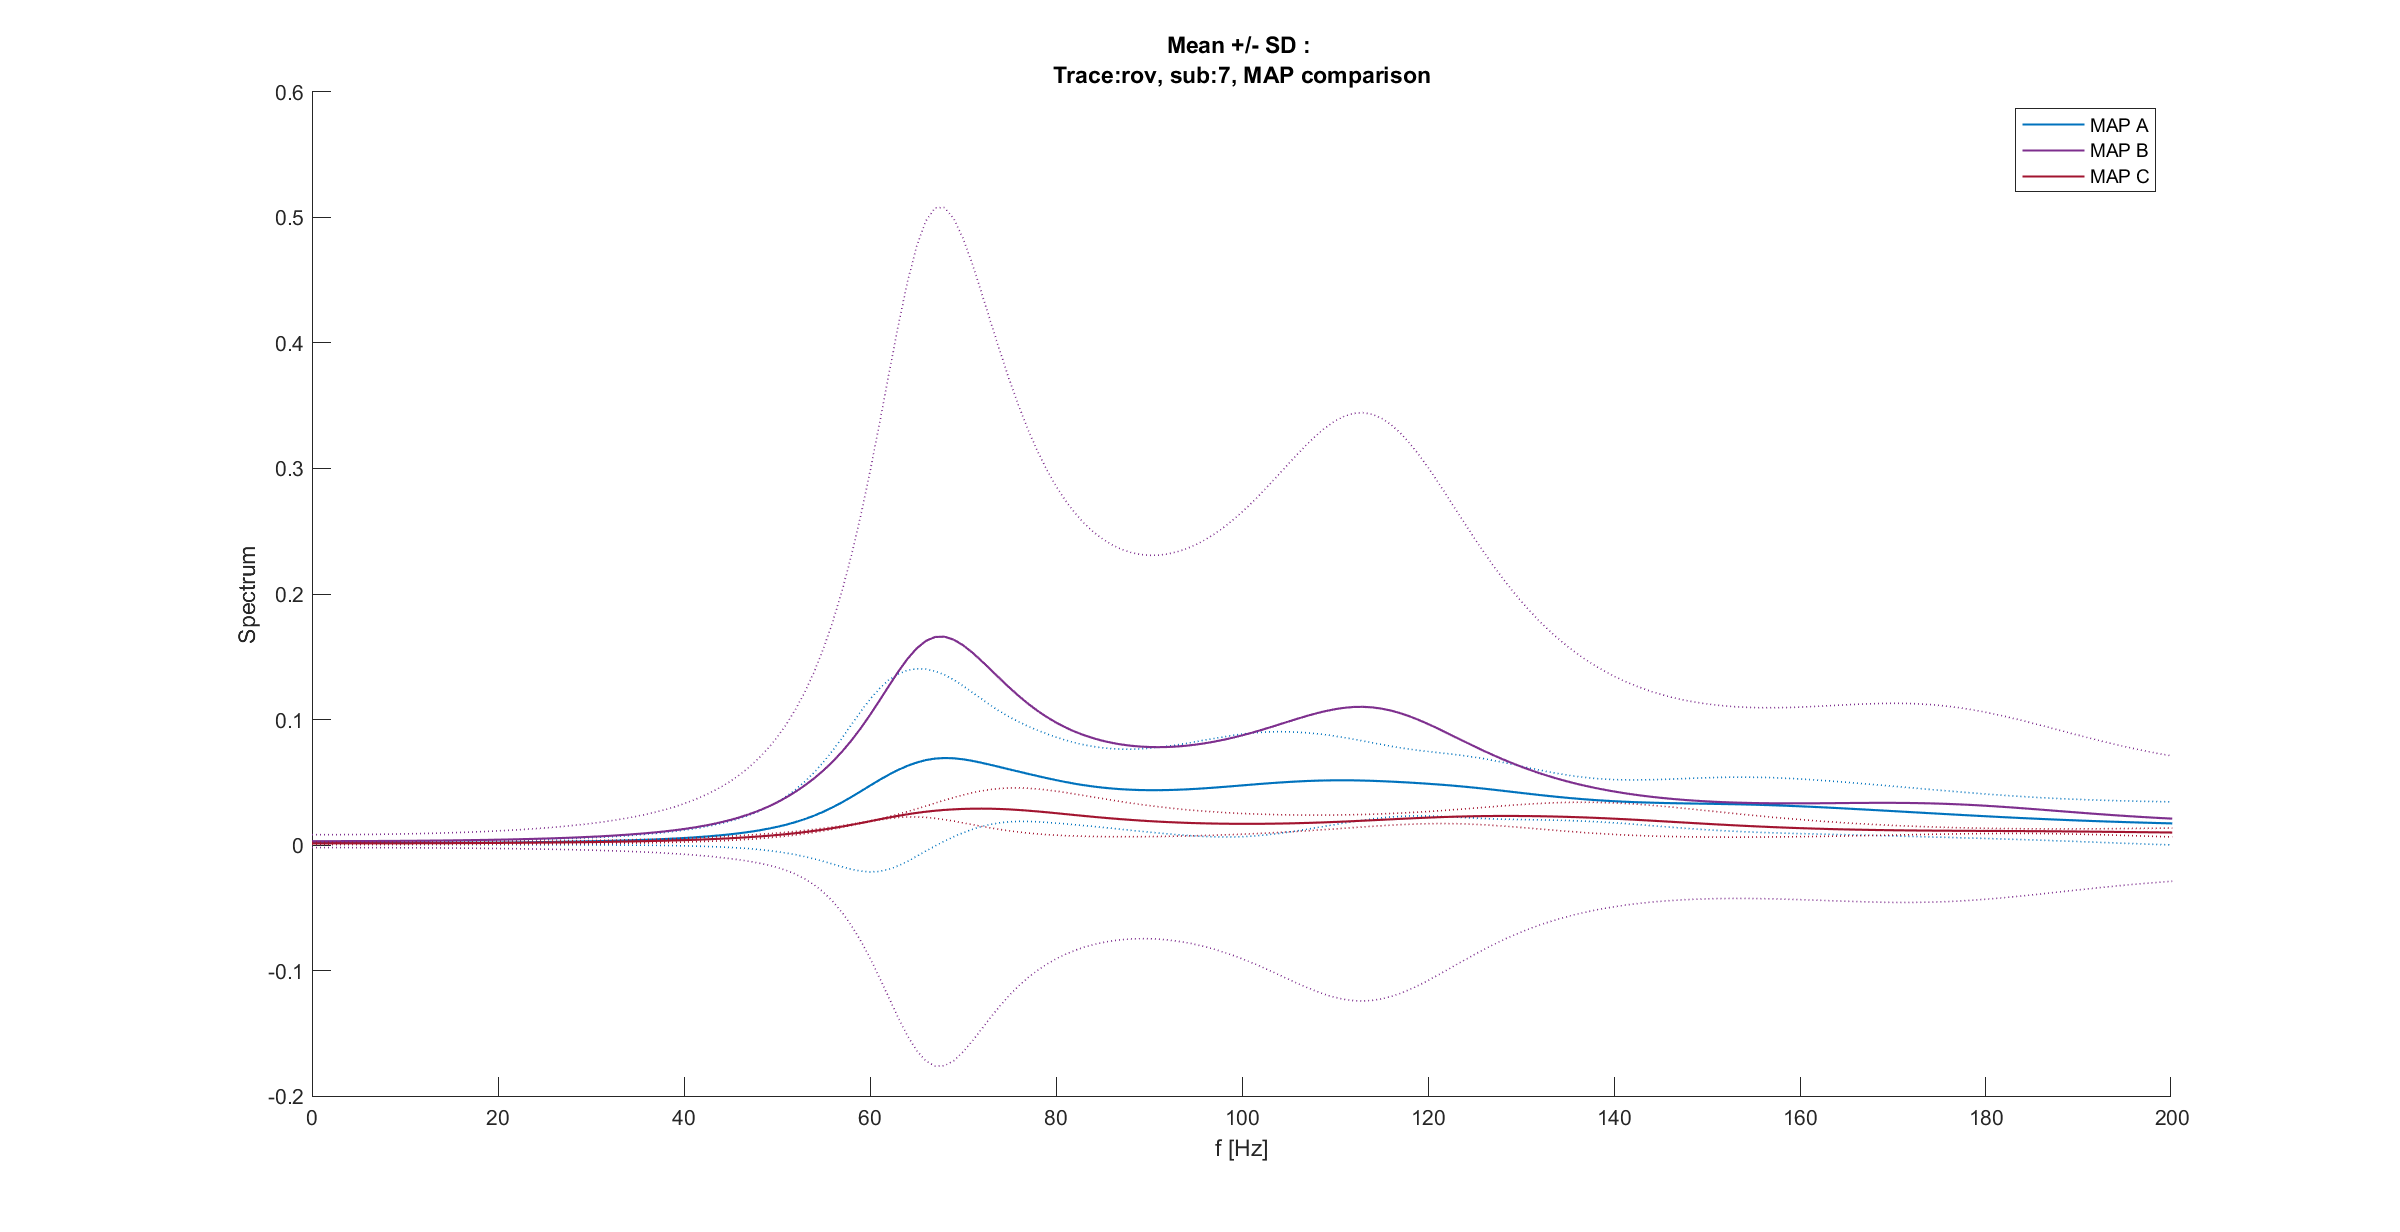 Mean +/- SD :
Trace:rov, sub:7, MAP comparison
0.6
0.5
0.4
0.3
0.2
0.1
0
-0.1
-0.2
Spectrum
MAP A
MAP B
MAP C
0 20 40 60 80 100 120 140 160 180 200
f [Hz]